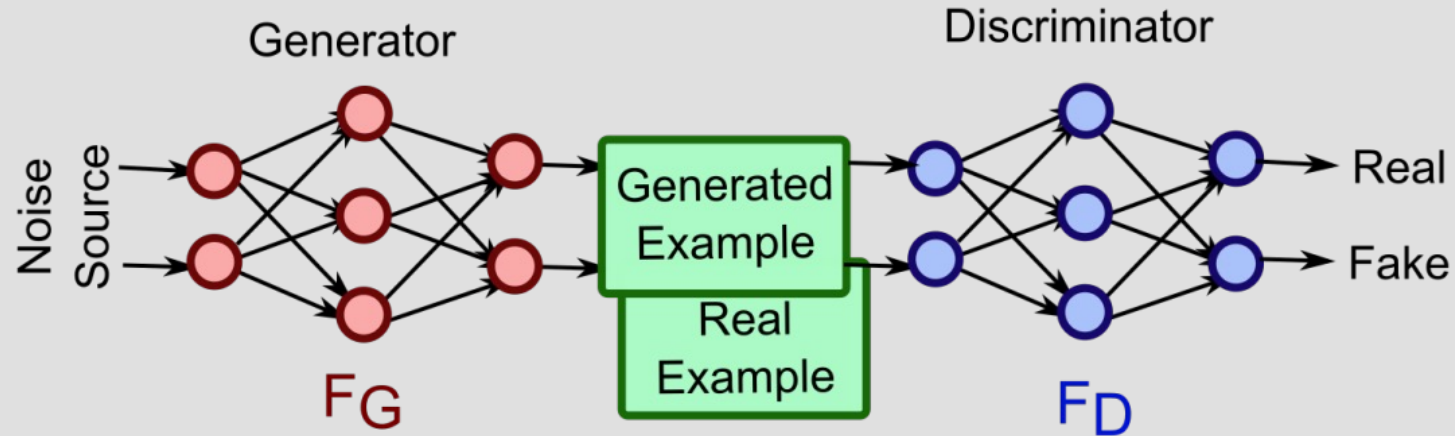 Generator
Discriminator
Noise
Source
Generated
Example
Real
Example
Real
Fake
FG
FD